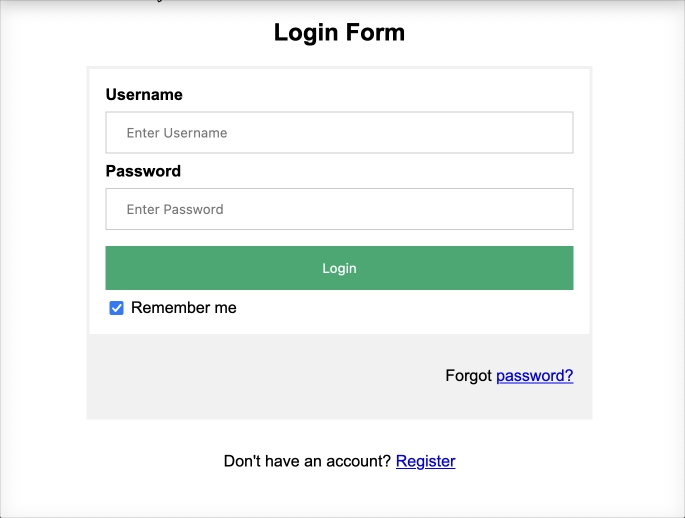 Login Form
Username
Enter Username
Password
Enter Password
Login
Remember me
Forgot password?
Don't have an account? Register